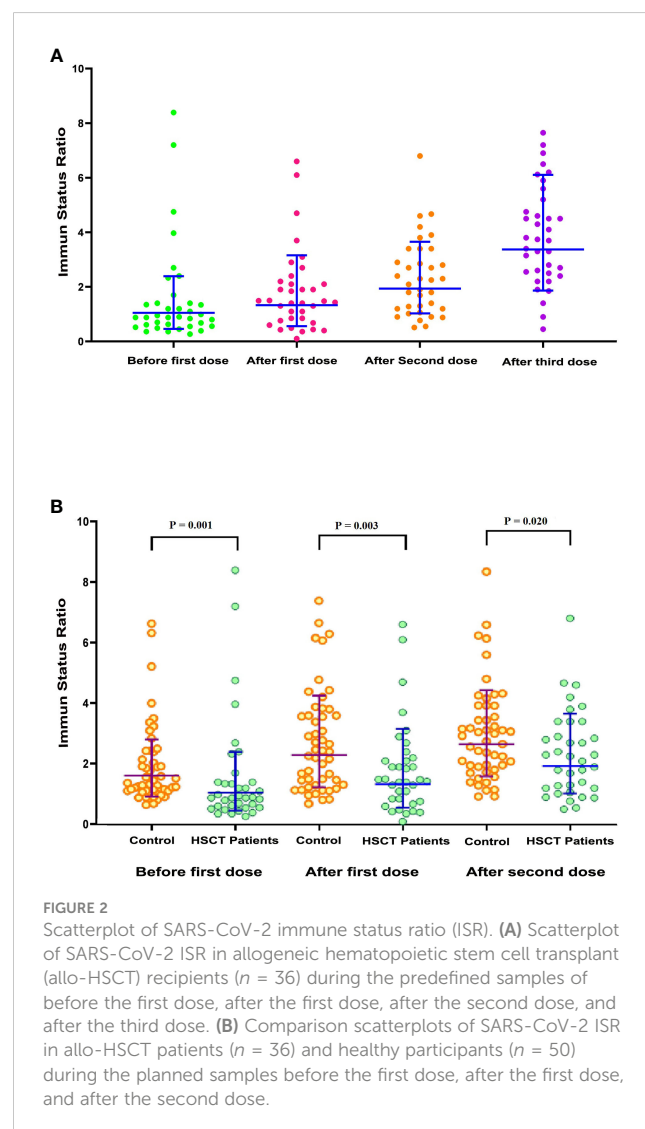 A
Immun Status Ratio
10
8
6
4
2
0
Before first dose After first dose After Second dose After third dose
B
Immun Status Ratio
10
8
6
4
2
0
P = 0.001 P = 0.003 P = 0.020
Control HSCT Patients Control HSCT Patients Control HSCT Patients
Before first dose After first dose After second dose
FIGURE 2
Scatterplot of SARS-CoV-2 immune status ratio (ISR). (A) Scatterplot
of SARS-CoV-2 ISR in allogeneic hematopoietic stem cell transplant
(allo-HSCT) recipients (n = 36) during the predefined samples of
before the first dose, after the first dose, after the second dose, and
after the third dose. (B) Comparison scatterplots of SARS-CoV-2 ISR
in allo-HSCT patients (n = 36) and healthy participants (n = 50)
during the planned samples before the first dose, after the first dose,
and after the second dose.